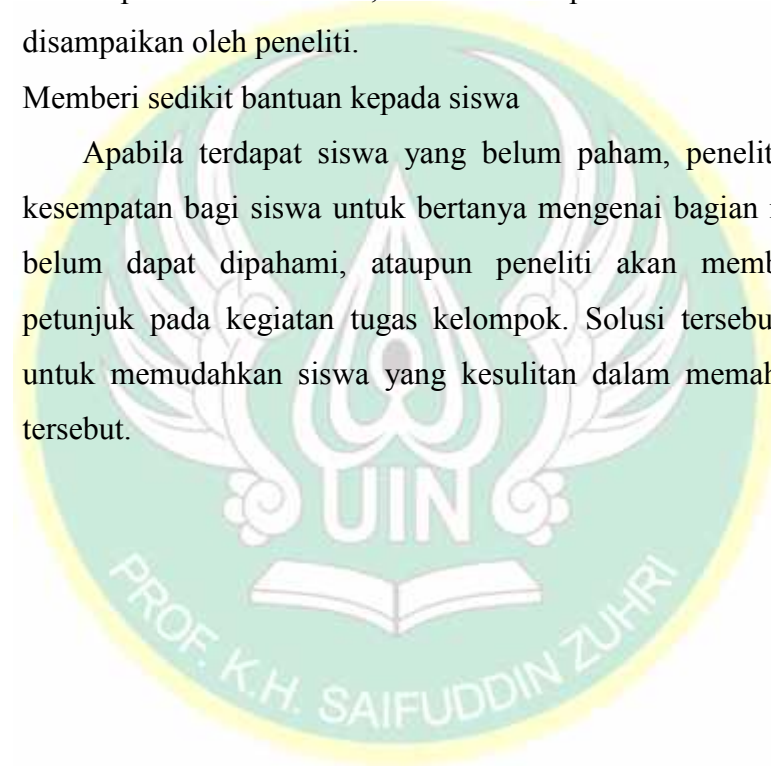 disampaikan oleh peneliti.
Memberi sedikit bantuan kepada siswa
Apabila terdapat siswa yang belum paham, penelit
kesempatan bagi siswa untuk bertanya mengenai bagian
belum dapat dipahami, ataupun peneliti akan memb
petunjuk pada kegiatan tugas kelompok. Solusi tersebu
untuk memudahkan siswa yang kesulitan dalam memah
tersebut.
UIN
PROF. K.H. SAIFUDDIN ZUHRI